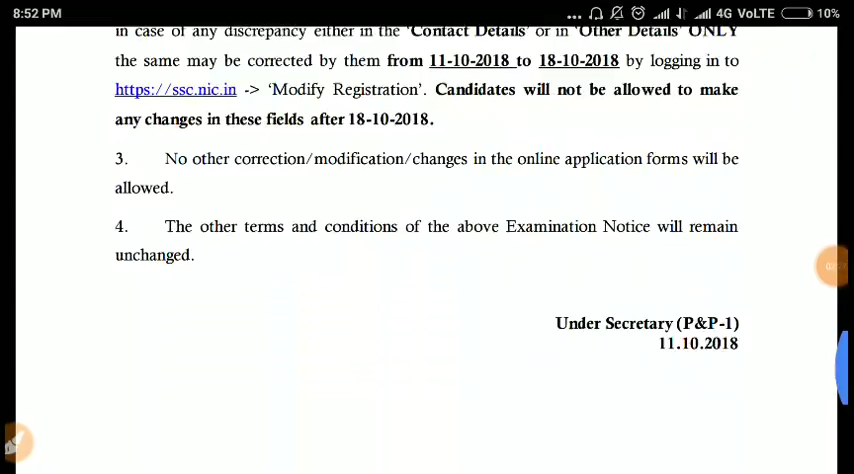 8:52 PM
... 4G VoLTE 10%
in case of any discrepancy either in the 'Contact Details' or in 'Other Details' ONLY
the same may be corrected by them from 11-10-2018 to 18-10-2018 by logging in to
https://ssc.nic.in -> 'Modify Registration'. Candidates will not be allowed to make
any changes in these fields after 18-10-2018.
3. No other correction/modification/changes in the online application forms will be
allowed.
4. The other terms and conditions of the above Examination Notice will remain
unchanged.
Under Secretary (P&P-1)
11.10.2018